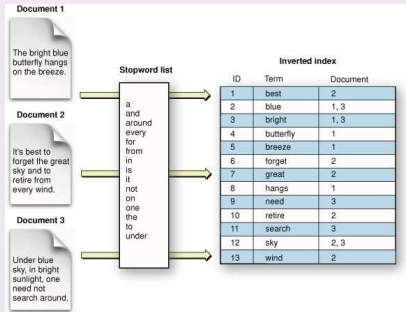 Document 1
The bright blue
butterfly hangs
on the breeze.
Document 2
It's best to
forget the great
sky and to
retire from
every wind.
Document 3
Under blue
sky, in bright
sunlight, one
need not
search around.
Stopword list
a
and
around
every
for
from
in
is
it
not
on
one
the
to
under
Inverted index
ID Term Document
1 best 2
2 blue 1, 3
3 bright 1, 3
4 butterfly 1
5 breeze 1
6 forget 2
7 great 2
8 hangs 1
9 need 3
10 retire 2
11 search 3
12 sky 2, 3
13 wind 2